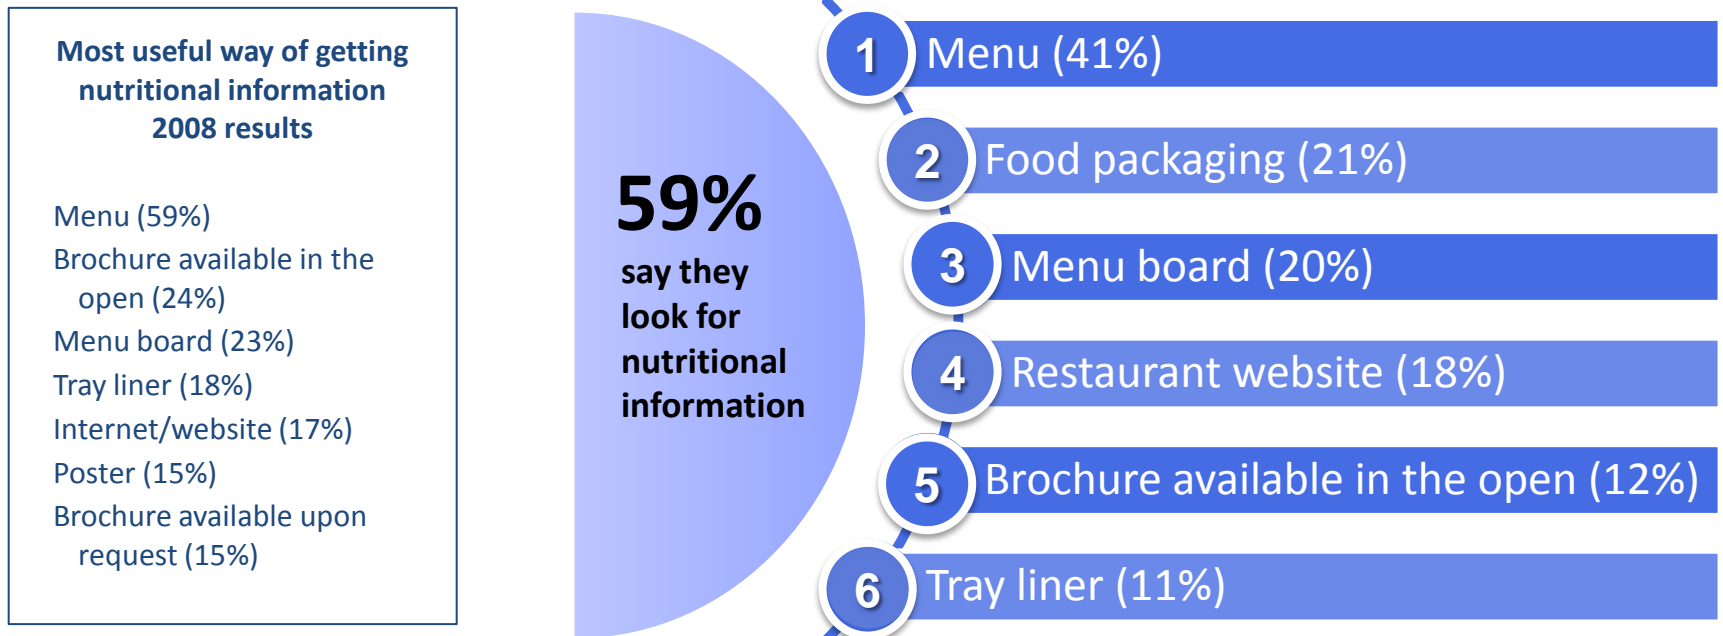 Most useful way of getting
nutritional information
2008 results
Menu (59%)
Brochure available in the
open (24%)
Menu board (23%)
Tray liner (18%)
Internet/website (17%)
Poster (15%)
Brochure available upon
request (15%)
59%
say they
look for
nutritional
information
1 Menu (41%)
2 Food packaging (21%)
3 Menu board (20%)
4 Restaurant website (18%)
5 Brochure available in the open (12%)
6 Tray liner (11%)